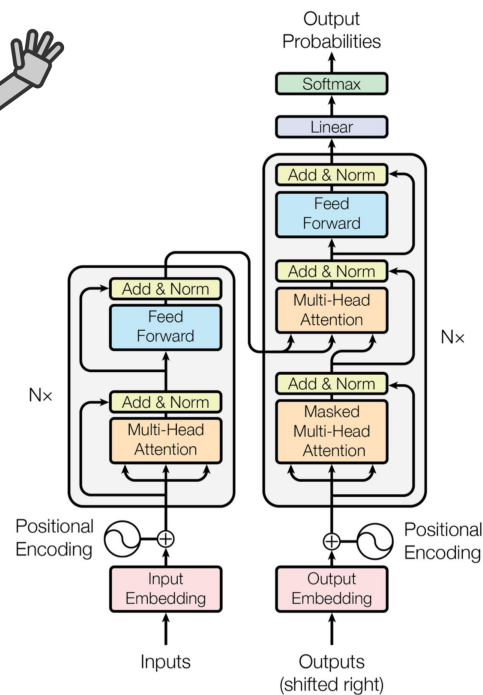 Output
Probabilities
Softmax
Linear
Add & Norm
Feed
Forward
Add & Norm
Multi-Head
Attention
Add & Norm
Masked
Multi-Head
Attention
Nx
Add & Norm
Feed
Forward
Add & Norm
Multi-Head
Attention
Nx
Positional
Encoding
Positional
Encoding
Input
Embedding
Output
Embedding
Inputs
Outputs
(shifted right)